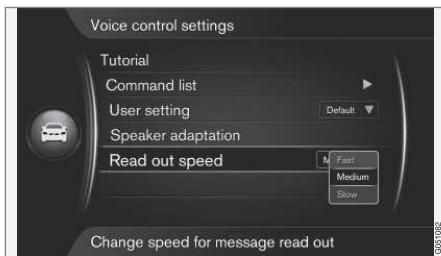 Voice control settings
Tutorial
Command list
User setting Default
Speaker adaptation
Read out speed M Fast
Medium
Slow
Change speed for message read out
G051082